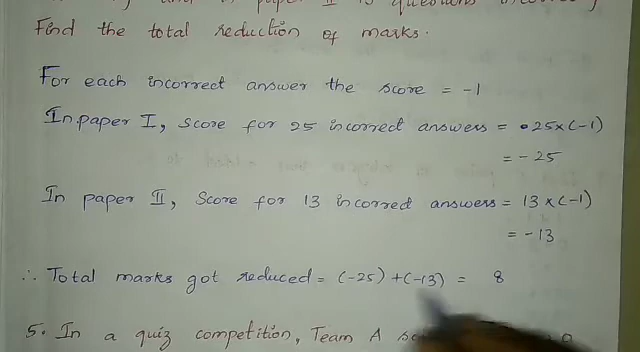 Find the total reduction of marks.
For each incorrect answer the score = -1
In paper I, score for 25 incorrect answers = 25x(-1)
= -25
In paper II, Score for 13 incorrect answers = 13 x(-1)
= -13
∴ Total marks got reduced = (-25) +(-13) = 8
5. In a quiz competition, Team A